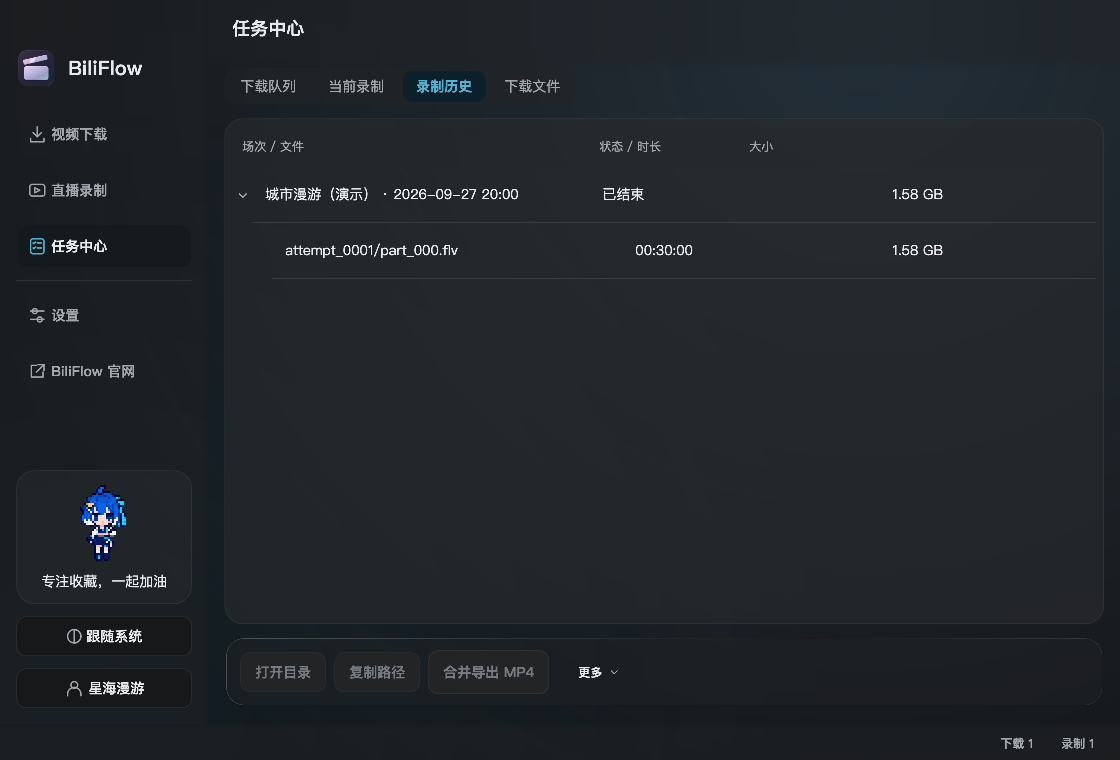 任务中心
BiliFlow
下载队列 当前录制 录制历史 下载文件
视频下载
直播录制
任务中心
设置
BiliFlow 官网
场次 / 文件 状态 / 时长 大小
城市漫游（演示） · 2026-09-27 20:00 已结束 1.58 GB
attempt_0001/part_000.flv 00:30:00 1.58 GB
专注收藏，一起加油
跟随系统
星海漫游
打开目录 复制路径 合并导出 MP4 更多
下载 1 录制 1